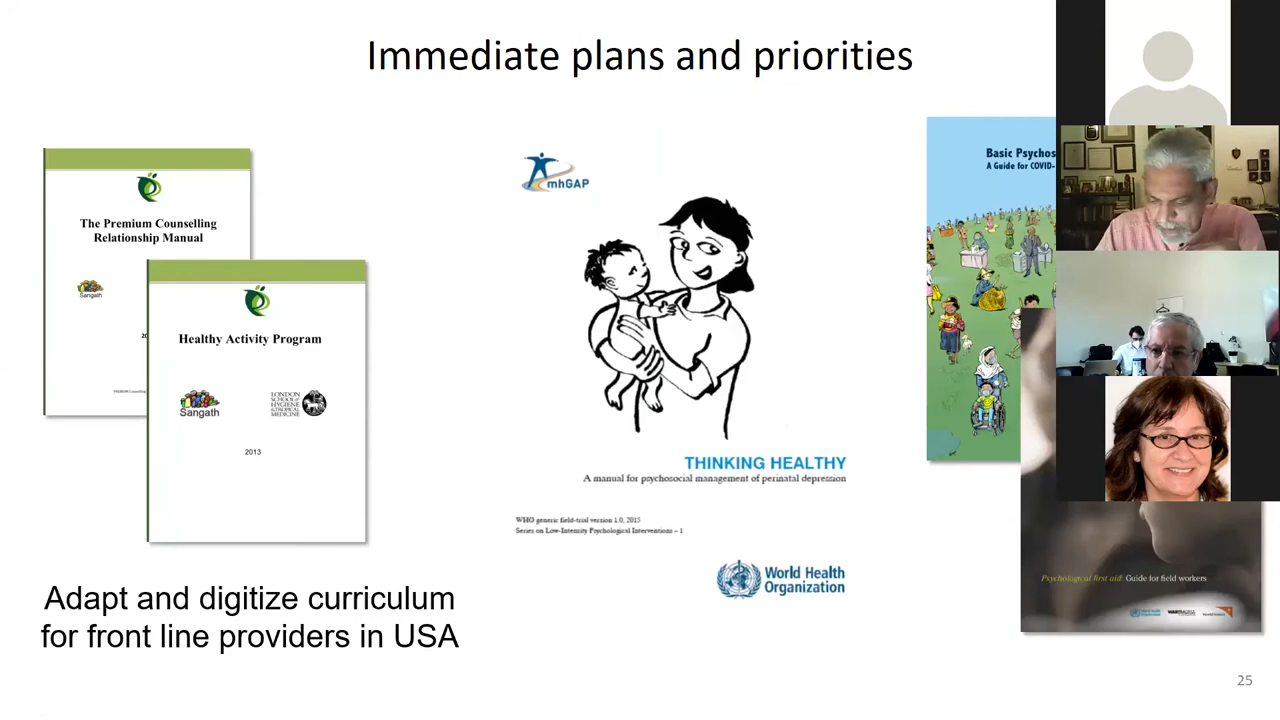 Immediate plans and priorities
The Premium Counselling
Relationship Manual
Sangath
20
Healthy Activity Program
Sangath
LONDON
SCHOOL of
HYGIENE
&TROPICAL
MEDICINE
2013
Adapt and digitize curriculum
for front line providers in USA
mhGAP
THINKING HEALTHY
A manual for psychosocial management of perinatal depression
WHO generic field-trial version 1.0, 2015
Series on Low-Intensity Psychological Interventions – 1
World Health
Organization
Basic Psychos
A Guide for COVID-
Psychological first aid: Guide for field workers
25